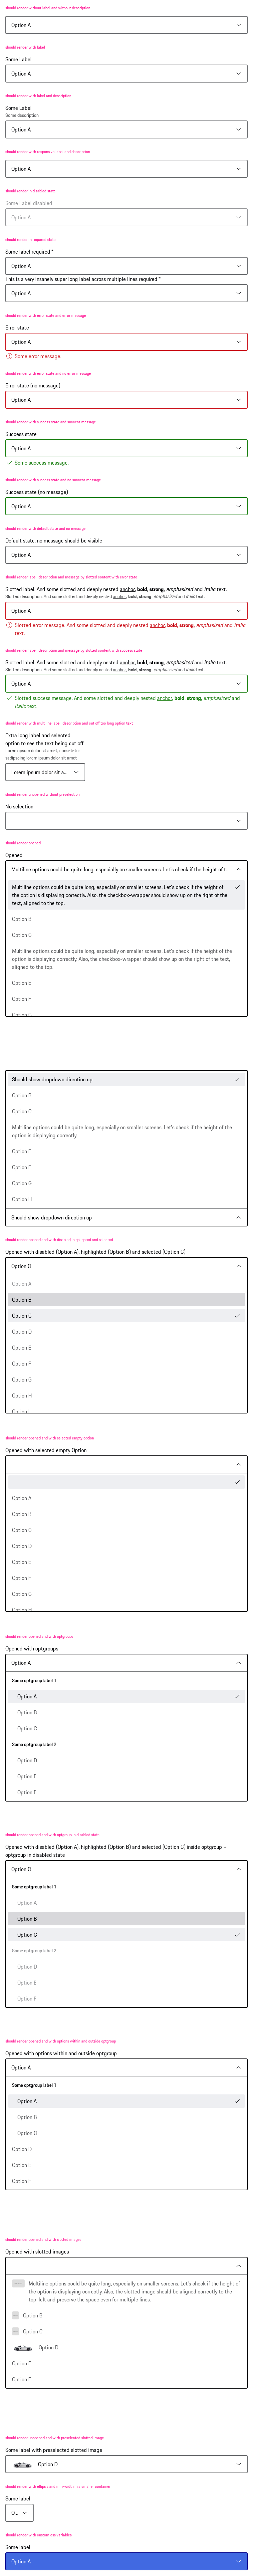 should render without label and without description
Option A
should render with label
Some Label
Option A
should render with label and description
Some Label
Some description
Option A
should render with responsive label and description
Option A
should render in disabled state
Some Label disabled
Option A
should render in required state
Some label required *
Option A
This is a very insanely super long label across multiple lines required *
Option A
should render with error state and error message
Error state
Option A
Some error message.
should render with error state and no error message
Error state (no message)
Option A
should render with success state and success message
Success state
Option A
Some success message.
should render with success state and no success message
Success state (no message)
Option A
should render with default state and no message
Default state, no message should be visible
Option A
should render label, description and message by slotted content with error state
Slotted label. And some slotted and deeply nested anchor, bold, strong, emphasized and italic text.
Slotted description. And some slotted and deeply nested anchor, bold, strong, emphasized and italic text.
Option A
Slotted error message. And some slotted and deeply nested anchor, bold, strong, emphasized and italic
text.
should render label, description and message by slotted content with success state
Slotted label. And some slotted and deeply nested anchor, bold, strong, emphasized and italic text.
Slotted description. And some slotted and deeply nested anchor, bold, strong, emphasized and italic text.
Option A
Slotted success message. And some slotted and deeply nested anchor, bold, strong, emphasized and
italic text.
should render with multiline label, description and cut off too long option text
Extra long label and selected
option to see the text being cut off
Lorem ipsum dolor sit amet, consetetur
sadipscing lorem ipsum dolor sit amet
Lorem ipsum dolor sit a...
should render unopened without preselection
No selection
should render opened
Opened
Multiline options could be quite long, especially on smaller screens. Let's check if the height of t...
Multiline options could be quite long, especially on smaller screens. Let's check if the height of
the option is displayed correctly. Also, the checkbox-wrapper should show up on the right of the
text, aligned to the top.
Option B
Option C
Multiline options could be quite long, especially on smaller screens. Let's check if the height of the
option is displayed correctly. Also, the checkbox-wrapper should show up on the right of the text,
aligned to the top.
Option E
Option F
Option G
Should show dropdown direction up
Option B
Option C
Multiline options could be quite long, especially on smaller screens. Let's check if the height of the
option is displayed correctly.
Option E
Option F
Option G
Option H
Should show dropdown direction up
should render opened and with disabled, highlighted and selected
Opened with disabled (Option A), highlighted (Option B) and selected (Option C)
Option C
Option A
Option B
Option C
Option D
Option E
Option F
Option G
Option H
Option I
should render opened and with selected empty option
Opened with selected empty Option
Option A
Option B
Option C
Option D
Option E
Option F
Option G
Option H
should render opened and with optgroups
Opened with optgroups
Option A
Some optgroup label 1
Option A
Option B
Option C
Some optgroup label 2
Option D
Option E
Option F
should render opened and with optgroup in disabled state
Opened with disabled (Option A), highlighted (Option B) and selected (Option C) inside optgroup +
optgroup in disabled state
Option C
Some optgroup label 1
Option A
Option B
Option C
Some optgroup label 2
Option D
Option E
Option F
should render opened and with options within and outside optgroup
Opened with options within and outside optgroup
Option A
Some optgroup label 1
Option A
Option B
Option C
Option D
Option E
Option F
should render opened and with slotted images
Opened with slotted images
Multiline options could be quite long, especially on smaller screens. Let's check if the height of
the option is displayed correctly. Also, the slotted image should be aligned correctly to the
top-left and preserve the space even for multiple lines.
Option B
Option C
Option D
Option E
Option F
should render unopened and with preselected slotted image
Some label with preselected slotted image
Option D
should render with ellipsis and min-width in a smaller container
Some label
O...
should render with custom css variables
Some label
Option A